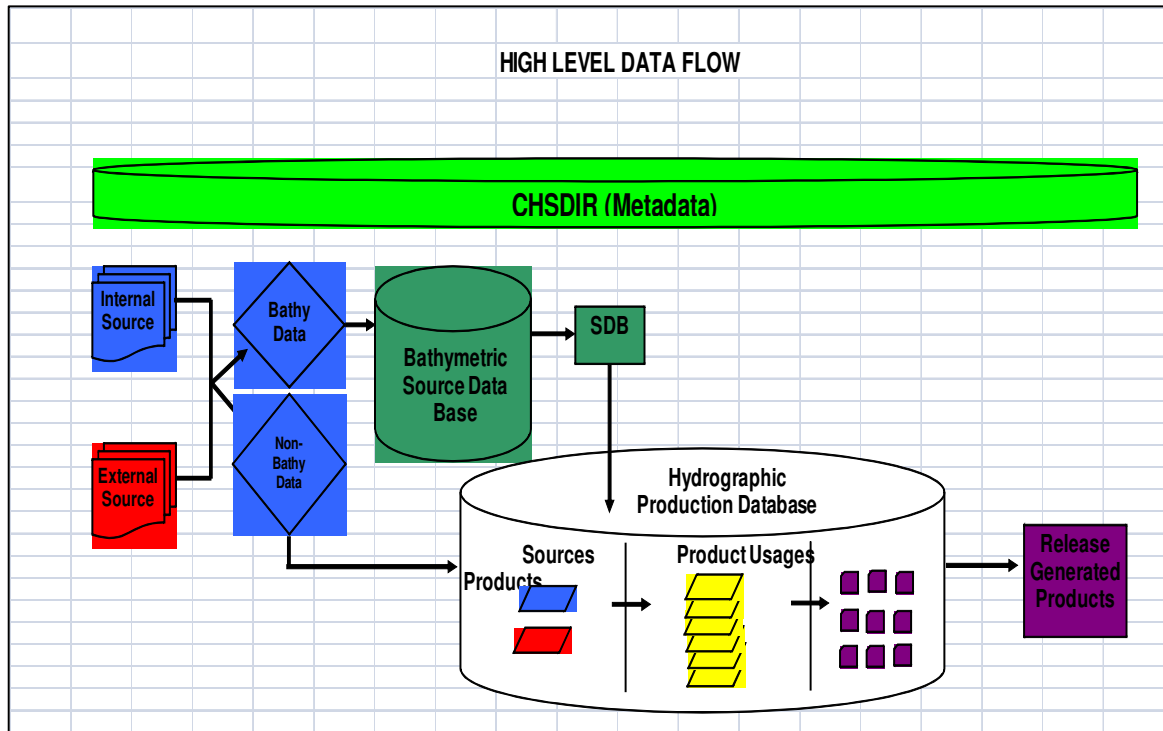 HIGH LEVEL DATA FLOW
CHSDIR (Metadata)
Internal
Source
Bathy
Data
Bathymetric
Source Data
Base
SDB
External
Source
Non-
Bathy
Data
Hydrographic
Production Database
Sources
Product Usages
Products
Release
Generated
Products